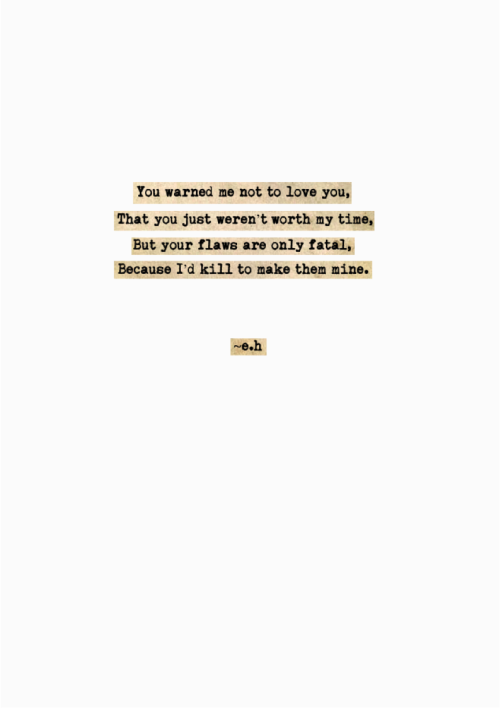 You warned me not to love you,
That you just weren't worth my time,
But your flaws are only fatal,
Because I'd kill to make them mine.
~e.h